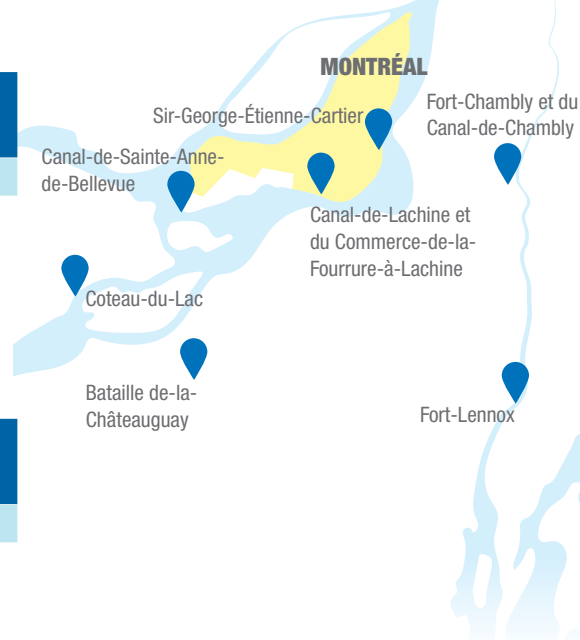 MONTRÉAL
Sir-George-Étienne-Cartier
Fort-Chambly et du
Canal-de-Chambly
Canal-de-Sainte-Anne-
de-Bellevue
Canal-de-Lachine et
du Commerce-de-la-
Fourrure-à-Lachine
Coteau-du-Lac
Bataille de-la-
Châteauguay
Fort-Lennox